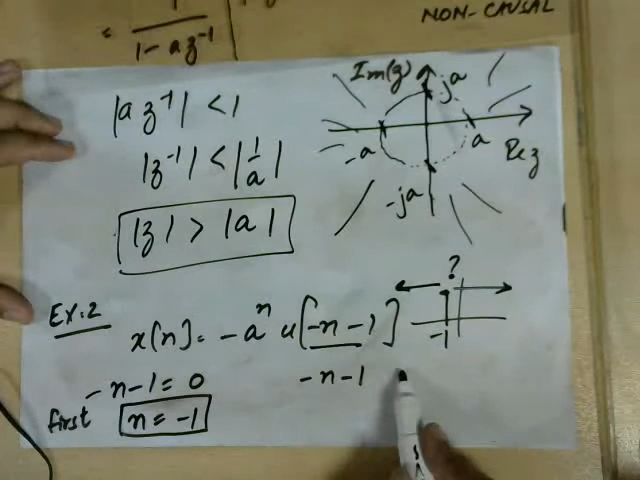 NON-CAUSAL
= 1 / (1 - az⁻¹)
|az⁻¹| < 1
|z⁻¹| < |1/a|
|z| > |a|
Im(z)
ja
-a
a
Re z
-ja
Ex:2
x[n] = -aⁿ u[-n-1]
?
-1
-n-1 = 0
-n-1
first n = -1